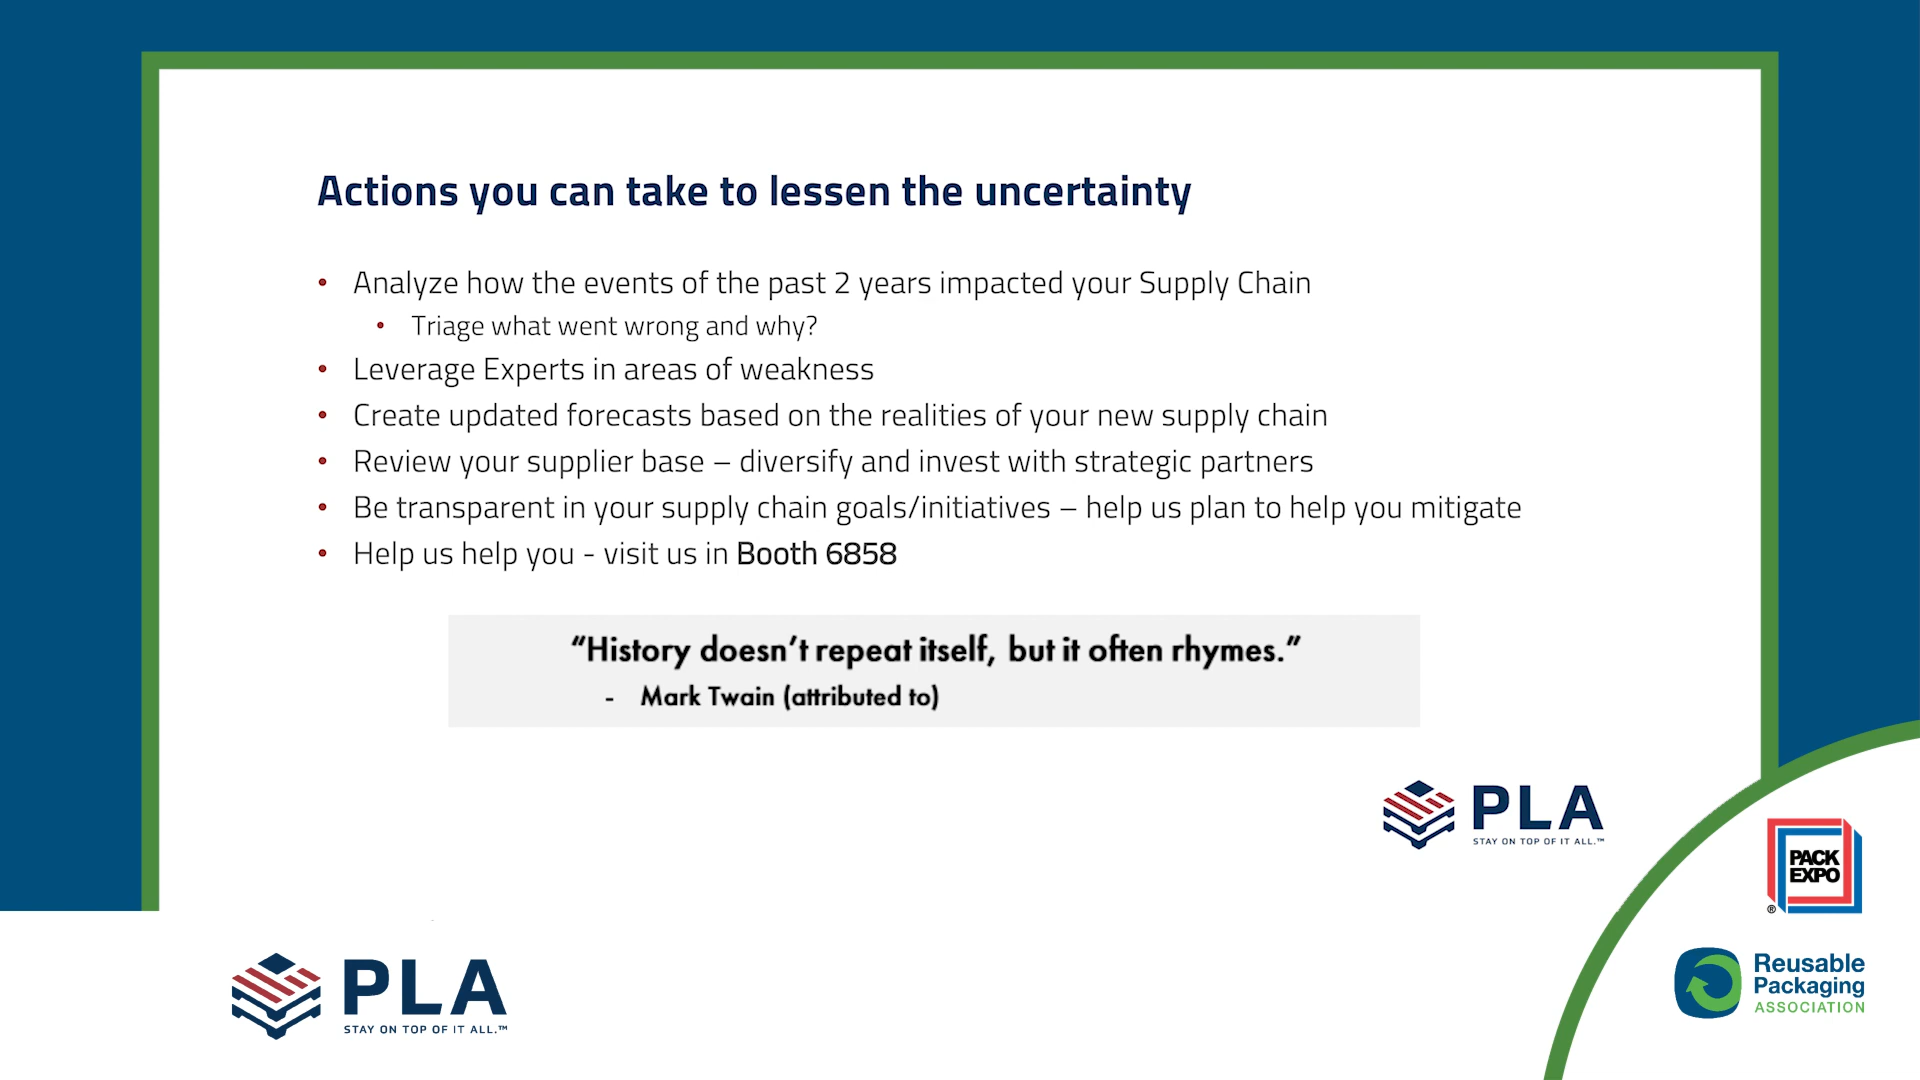 Actions you can take to lessen the uncertainty
• Analyze how the events of the past 2 years impacted your Supply Chain
• Triage what went wrong and why?
• Leverage Experts in areas of weakness
• Create updated forecasts based on the realities of your new supply chain
• Review your supplier base – diversify and invest with strategic partners
• Be transparent in your supply chain goals/initiatives – help us plan to help you mitigate
• Help us help you - visit us in Booth 6858
“History doesn’t repeat itself, but it often rhymes.”
- Mark Twain (attributed to)
PLA
STAY ON TOP OF IT ALL.™
PACK
EXPO
®
Reusable
Packaging
ASSOCIATION
PLA
STAY ON TOP OF IT ALL.™